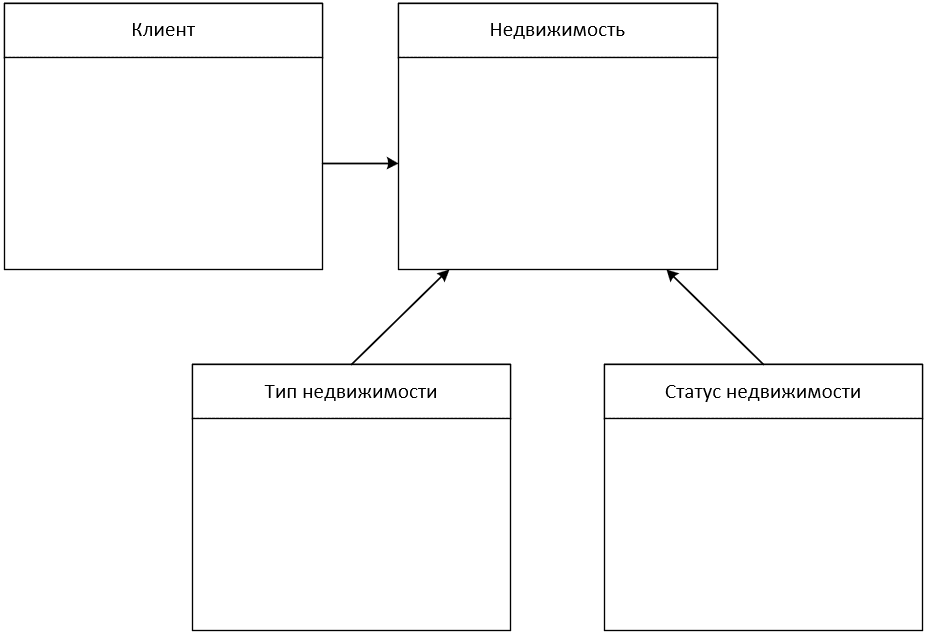 Клиент
Недвижимость
Тип недвижимости
Статус недвижимости